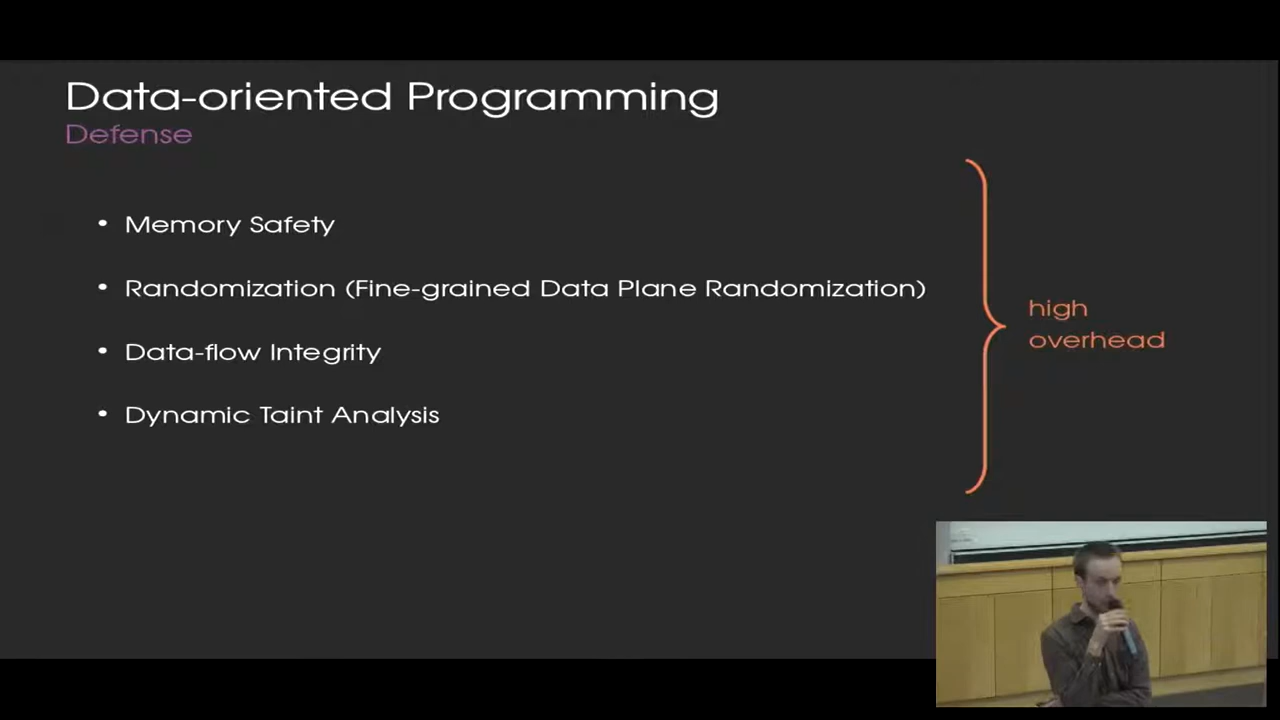 Data-oriented Programming
Defense
• Memory Safety
• Randomization (Fine-grained Data Plane Randomization)
• Data-flow Integrity
• Dynamic Taint Analysis
high
overhead